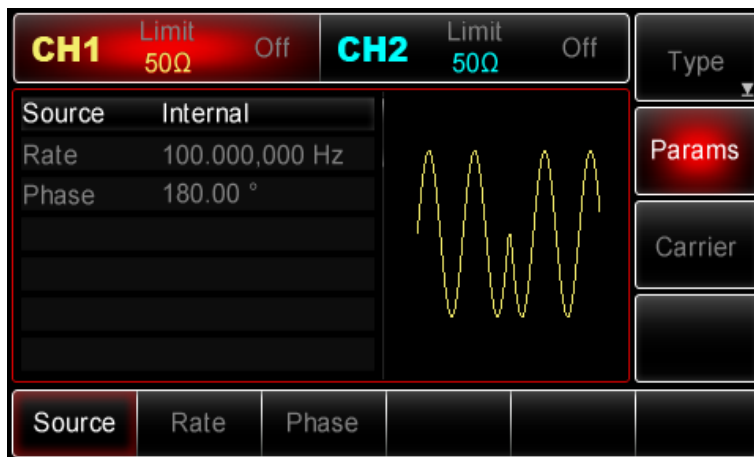 CH1 Limit 50Ω Off CH2 Limit 50Ω Off
Type
Source Internal
Rate 100.000,000 Hz
Phase 180.00 °
Params
Carrier
Source Rate Phase